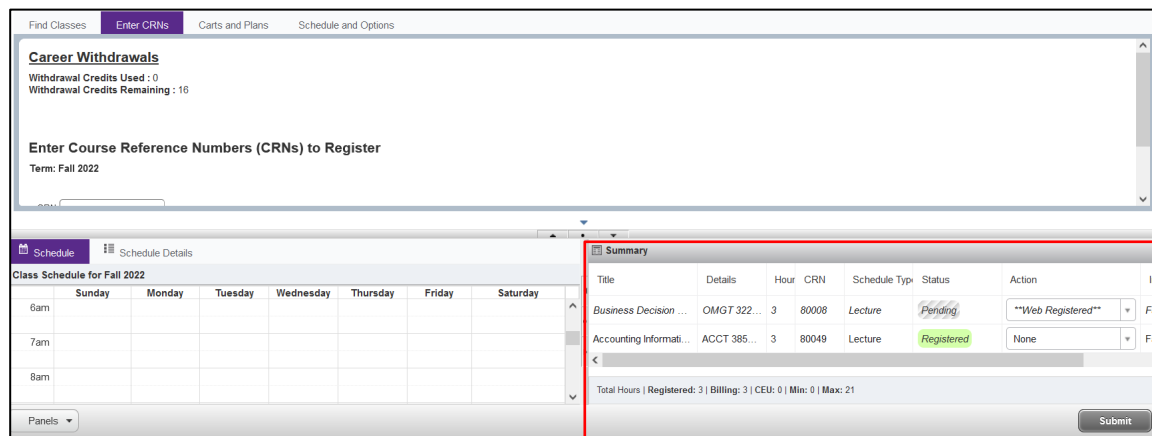 Find Classes Enter CRNs Carts and Plans Schedule and Options
Career Withdrawals
Withdrawal Credits Used : 0
Withdrawal Credits Remaining : 16
Enter Course Reference Numbers (CRNs) to Register
Term: Fall 2022
CRN
Schedule Schedule Details
Class Schedule for Fall 2022
Sunday Monday Tuesday Wednesday Thursday Friday Saturday
6am
7am
8am
Panels
Summary
Title Details Hour CRN Schedule Typ Status Action
Business Decision ... OMGT 322... 3 80008 Lecture Pending **Web Registered**
Accounting Informati... ACCT 385... 3 80049 Lecture Registered None
Total Hours | Registered: 3 | Billing: 3 | CEU: 0 | Min: 0 | Max: 21
Submit